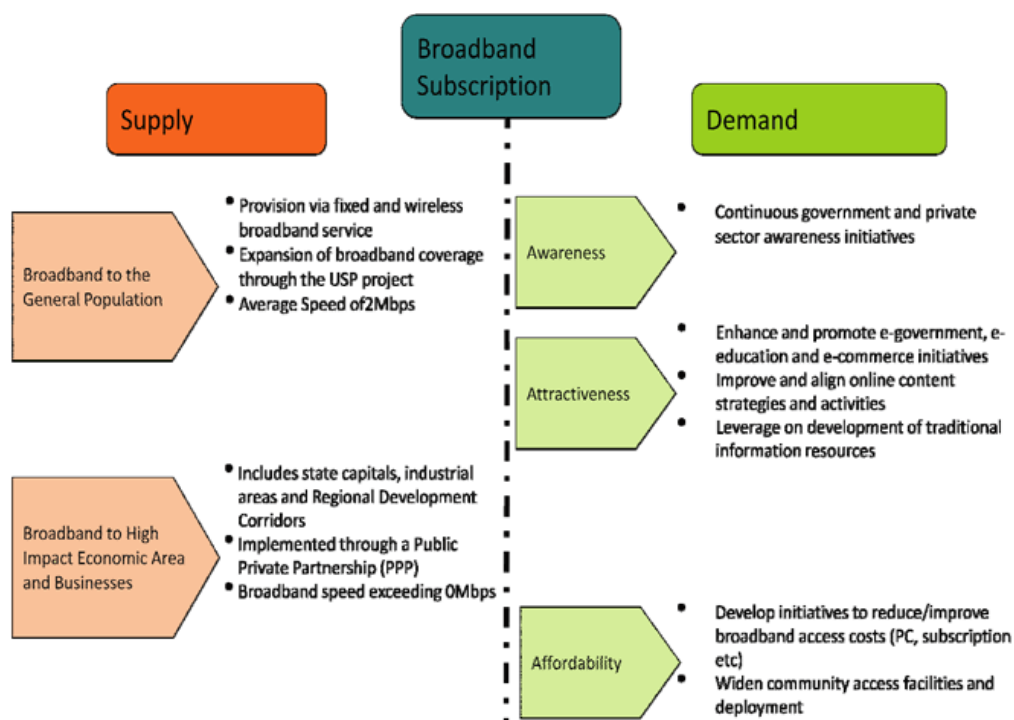 Broadband
Subscription
Supply
Demand
Broadband to the
General Population
• Provision via fixed and wireless
broadband service
• Expansion of broadband coverage
through the USP project
• Average Speed of2Mbps
Broadband to High
Impact Economic Area
and Businesses
• Includes state capitals, industrial
areas and Regional Development
Corridors
• Implemented through a Public
Private Partnership (PPP)
• Broadband speed exceeding 0Mbps
Awareness
• Continuous government and private
sector awareness initiatives
Attractiveness
• Enhance and promote e-government, e-
education and e-commerce initiatives
• Improve and align online content
strategies and activities
• Leverage on development of traditional
information resources
Affordability
• Develop initiatives to reduce/improve
broadband access costs (PC, subscription
etc)
• Widen community access facilities and
deployment